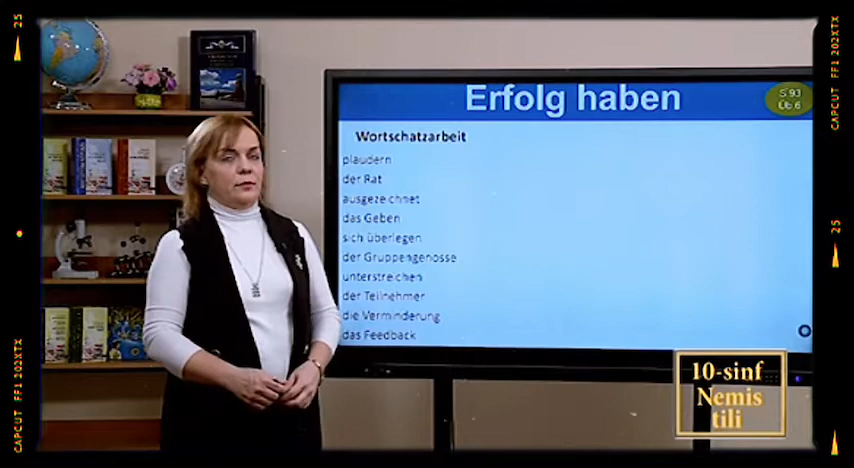 25
CAPCUT FF1 202XTX
Erfolg haben
S.93
Üb.6
Wortschatzarbeit
plaudern
der Rat
ausgezeichnet
das Geben
sich überlegen
der Gruppengenosse
unterstreichen
der Teilnehmer
die Verminderung
das Feedback
25
10-sinf
Nemis
tili
CAPCUT FF1 202XTX